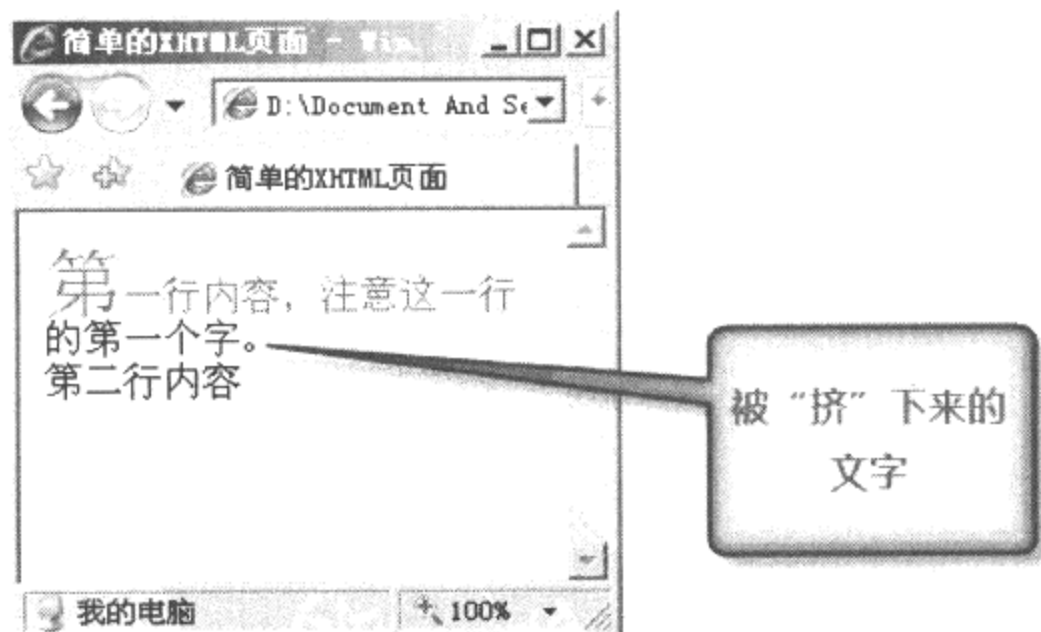 简单的XHTML页面 - Win
D:\Document And Se
简单的XHTML页面
第一行内容，注意这一行
的第一个字。
第二行内容
被“挤”下来的
文字
我的电脑
100%